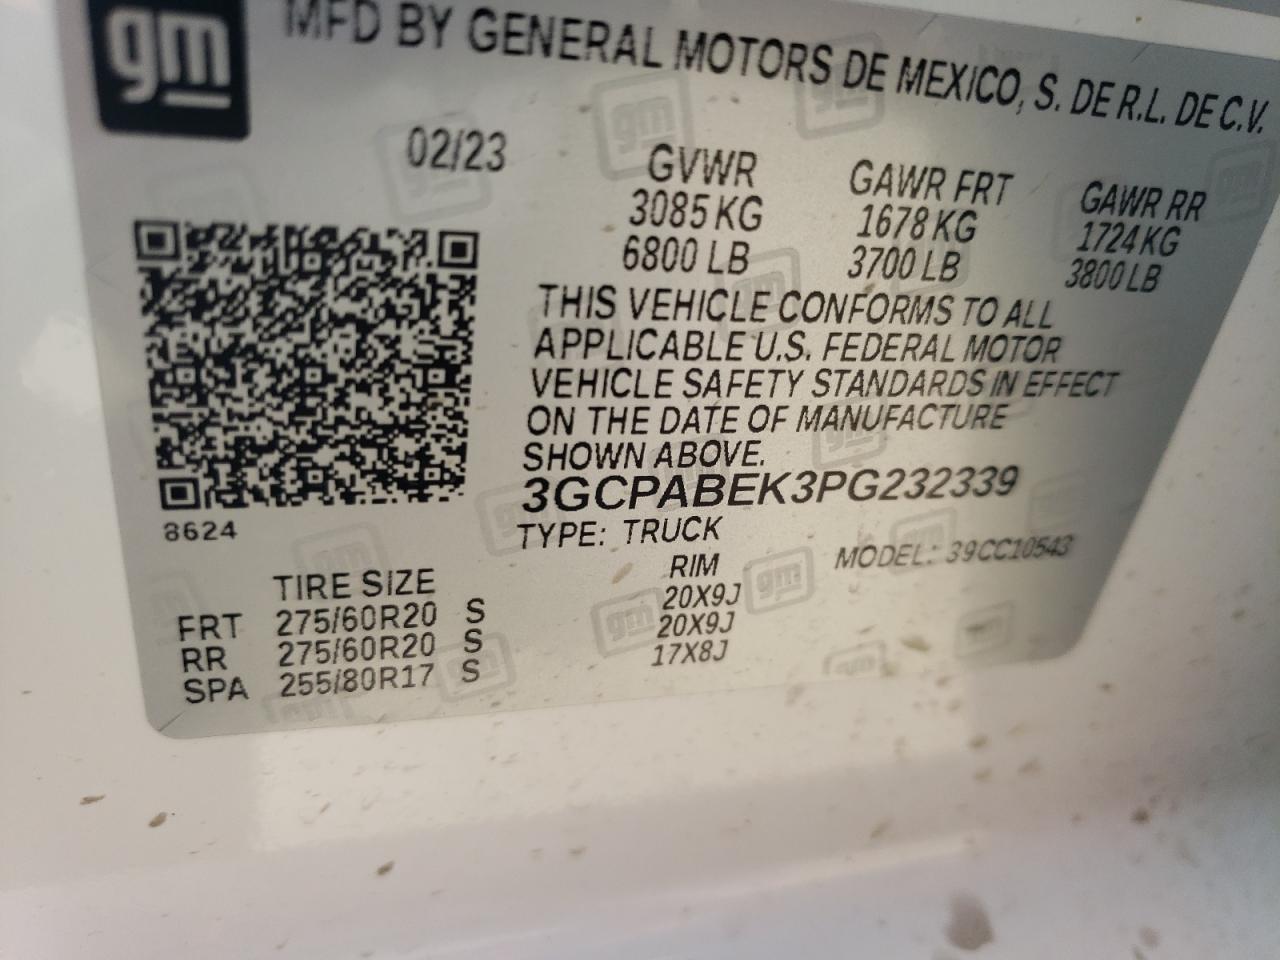 gm
MFD BY GENERAL MOTORS DE MEXICO, S. DE R.L. DE C.V.
02/23
GVWR GAWR FRT GAWR RR
3085 KG 1678 KG 1724 KG
6800 LB 3700 LB 3800 LB
THIS VEHICLE CONFORMS TO ALL
APPLICABLE U.S. FEDERAL MOTOR
VEHICLE SAFETY STANDARDS IN EFFECT
ON THE DATE OF MANUFACTURE
SHOWN ABOVE.
3GCPABEK3PG232339
8624
TYPE: TRUCK
MODEL: 39CC10543
TIRE SIZE RIM
FRT 275/60R20 S 20X9J
RR 275/60R20 S 20X9J
SPA 255/80R17 S 17X8J